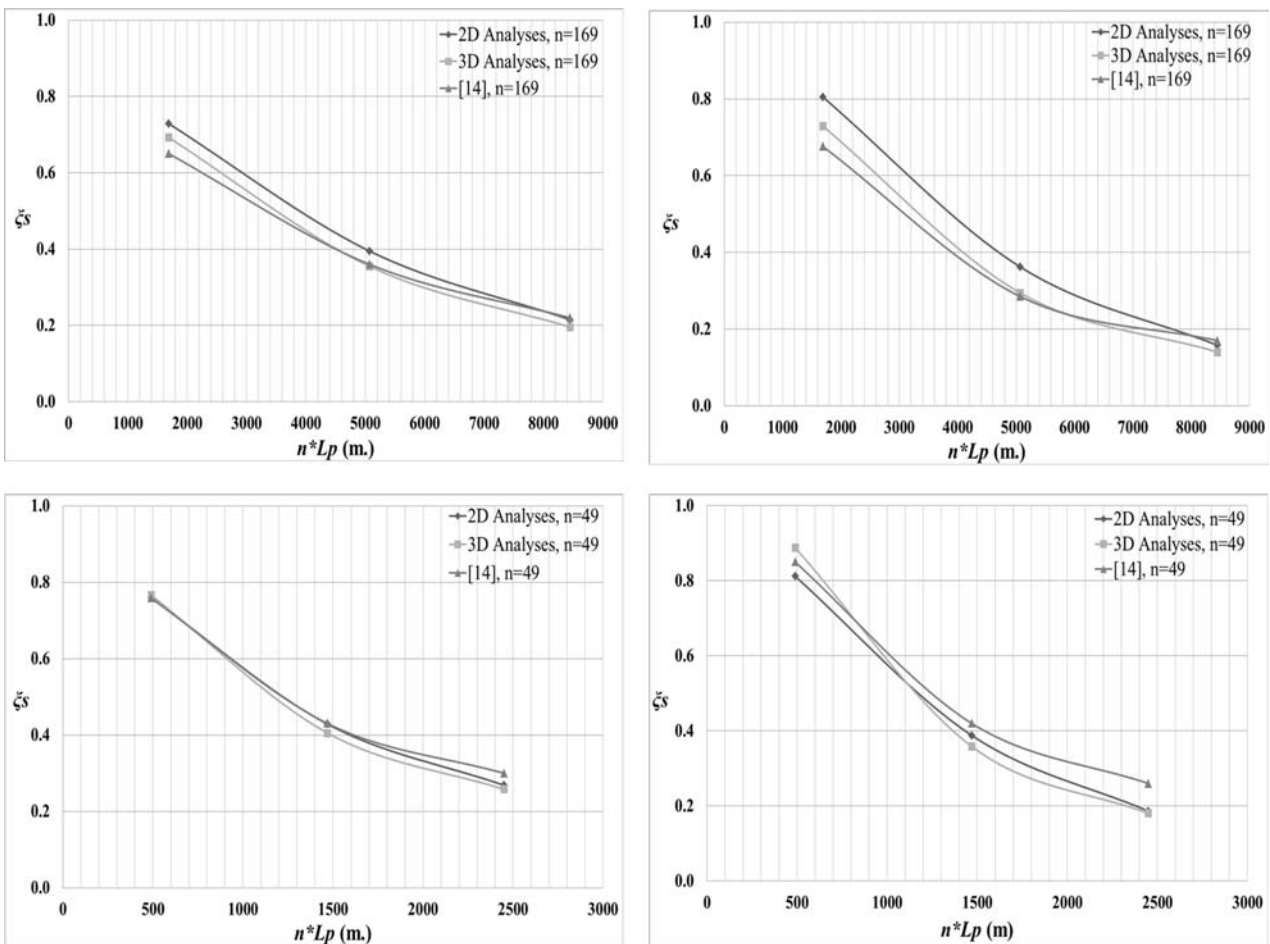 1.0
0.8
0.6
0.4
0.2
0.0
ξs
2D Analyses, n=169
3D Analyses, n=169
[14], n=169
0 1000 2000 3000 4000 5000 6000 7000 8000 9000
n*Lp (m.)
1.0
0.8
0.6
0.4
0.2
0.0
ξs
2D Analyses, n=169
3D Analyses, n=169
[14], n=169
0 1000 2000 3000 4000 5000 6000 7000 8000 9000
n*Lp (m.)
1.0
0.8
0.6
0.4
0.2
0.0
ξs
2D Analyses, n=49
3D Analyses, n=49
[14], n=49
0 500 1000 1500 2000 2500 3000
n*Lp (m.)
1.0
0.8
0.6
0.4
0.2
0.0
ξs
2D Analyses, n=49
3D Analyses, n=49
[14], n=49
0 500 1000 1500 2000 2500 3000
n*Lp (m)